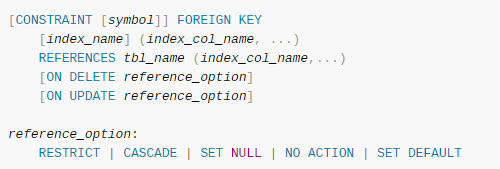 [CONSTRAINT [symbol]] FOREIGN KEY
[index_name] (index_col_name, ...)
REFERENCES tbl_name (index_col_name,...)
[ON DELETE reference_option]
[ON UPDATE reference_option]
reference_option:
RESTRICT | CASCADE | SET NULL | NO ACTION | SET DEFAULT